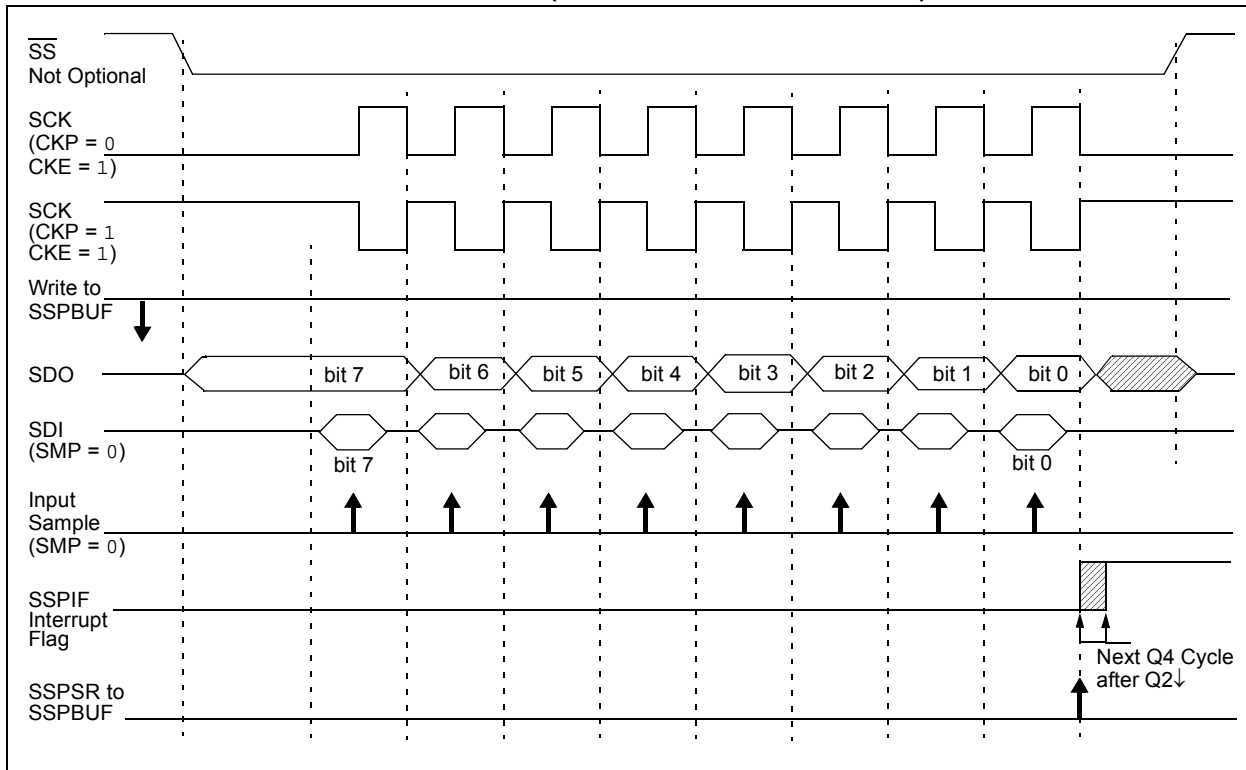 SS
Not Optional
SCK
(CKP = 0
CKE = 1)
SCK
(CKP = 1
CKE = 1)
Write to
SSPBUF
SDO
bit 7
bit 6
bit 5
bit 4
bit 3
bit 2
bit 1
bit 0
SDI
(SMP = 0)
bit 7
bit 0
Input
Sample
(SMP = 0)
SSPIF
Interrupt
Flag
Next Q4 Cycle
after Q2↓
SSPSR to
SSPBUF